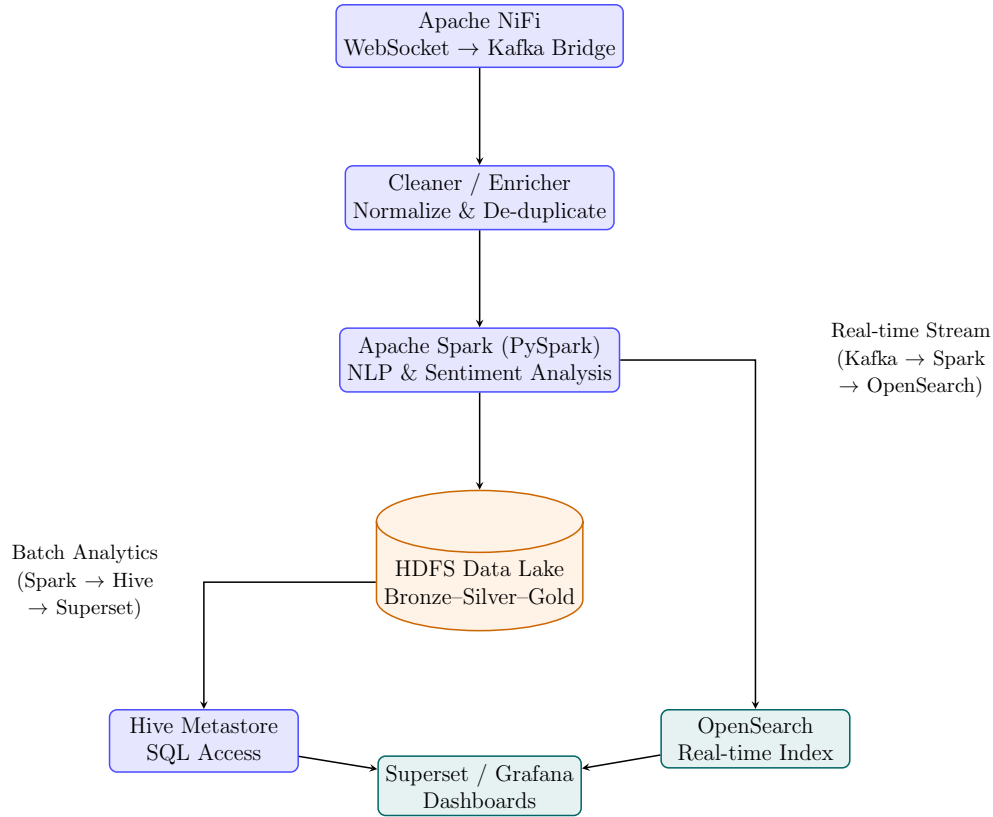 Apache NiFi
WebSocket → Kafka Bridge
Cleaner / Enricher
Normalize & De-duplicate
Apache Spark (PySpark)
NLP & Sentiment Analysis
Real-time Stream
(Kafka → Spark
→ OpenSearch)
HDFS Data Lake
Bronze–Silver–Gold
Batch Analytics
(Spark → Hive
→ Superset)
Hive Metastore
SQL Access
OpenSearch
Real-time Index
Superset / Grafana
Dashboards